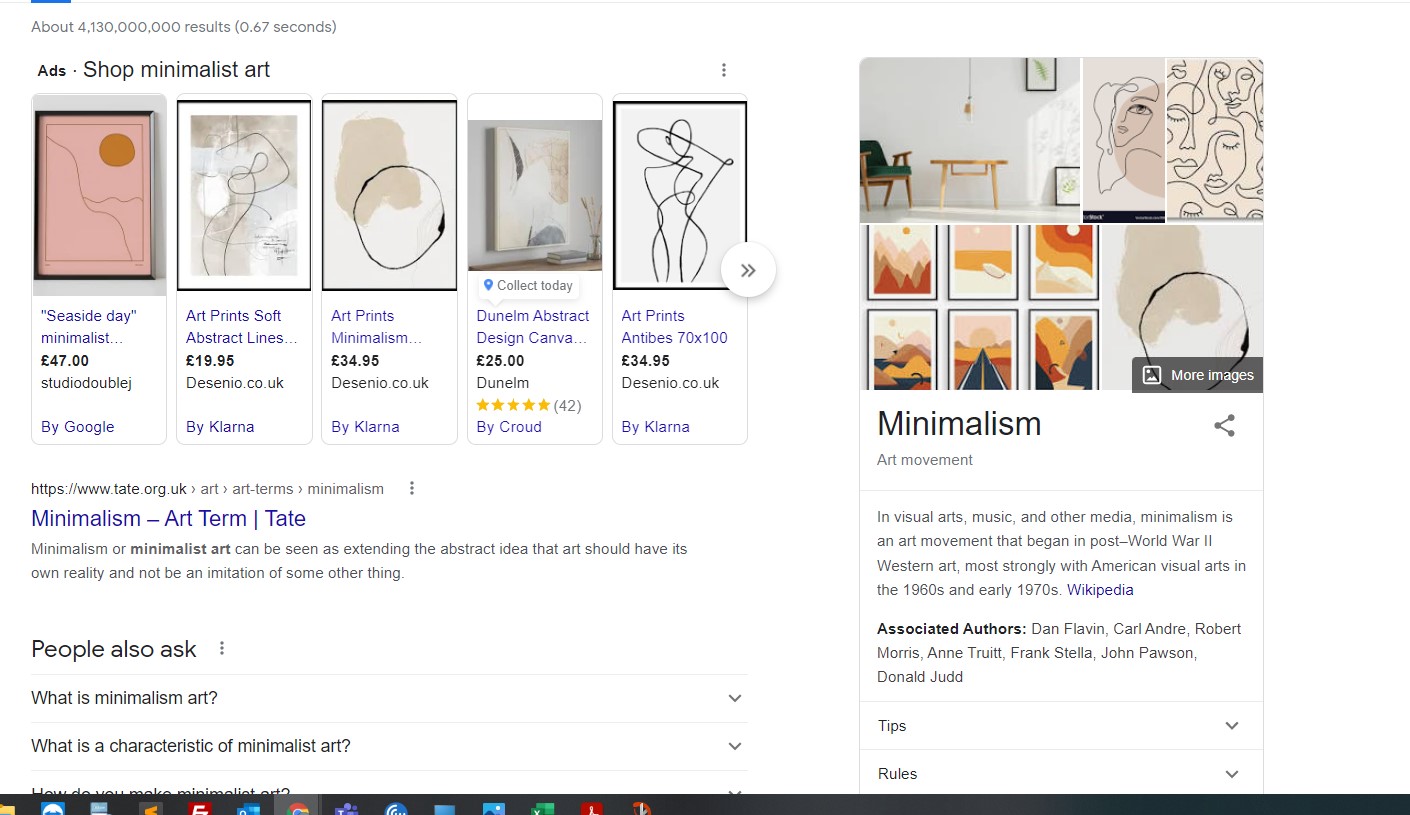 About 4,130,000,000 results (0.67 seconds)
Ads · Shop minimalist art
"Seaside day"
minimalist...
£47.00
studiodoublej
By Google
Art Prints Soft
Abstract Lines...
£19.95
Desenio.co.uk
By Klarna
Art Prints
Minimalism...
£34.95
Desenio.co.uk
By Klarna
Collect today
Dunelm Abstract
Design Canva...
£25.00
Dunelm
(42)
By Croud
Art Prints
Antibes 70x100
£34.95
Desenio.co.uk
By Klarna
https://www.tate.org.uk › art › art-terms › minimalism
Minimalism – Art Term | Tate
Minimalism or minimalist art can be seen as extending the abstract idea that art should have its
own reality and not be an imitation of some other thing.
People also ask
What is minimalism art?
What is a characteristic of minimalist art?
How do you make minimalist art?
More images
Minimalism
Art movement
In visual arts, music, and other media, minimalism is
an art movement that began in post–World War II
Western art, most strongly with American visual arts in
the 1960s and early 1970s. Wikipedia
Associated Authors: Dan Flavin, Carl Andre, Robert
Morris, Anne Truitt, Frank Stella, John Pawson,
Donald Judd
Tips
Rules